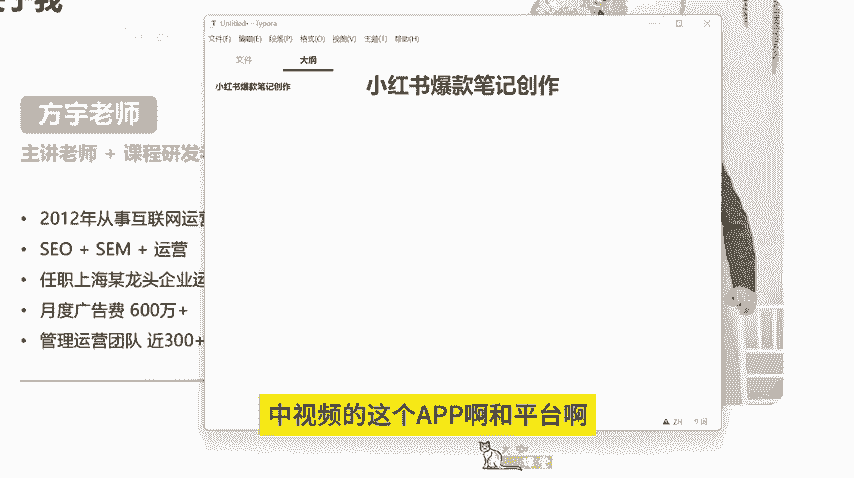 于我
Untitled• - Typora
文件(F) 编辑(E) 段落(P) 格式(O) 视图(V) 主题(T) 帮助(H)
文件 大纲
小红书爆款笔记创作
小红书爆款笔记创作
方宇老师
主讲老师 + 课程研发
• 2012年从事互联网运营
• SEO + SEM + 运营
• 任职上海某龙头企业运
• 月度广告费 600万+
• 管理运营团队 近300+
中视频的这个APP啊和平台啊
ZH